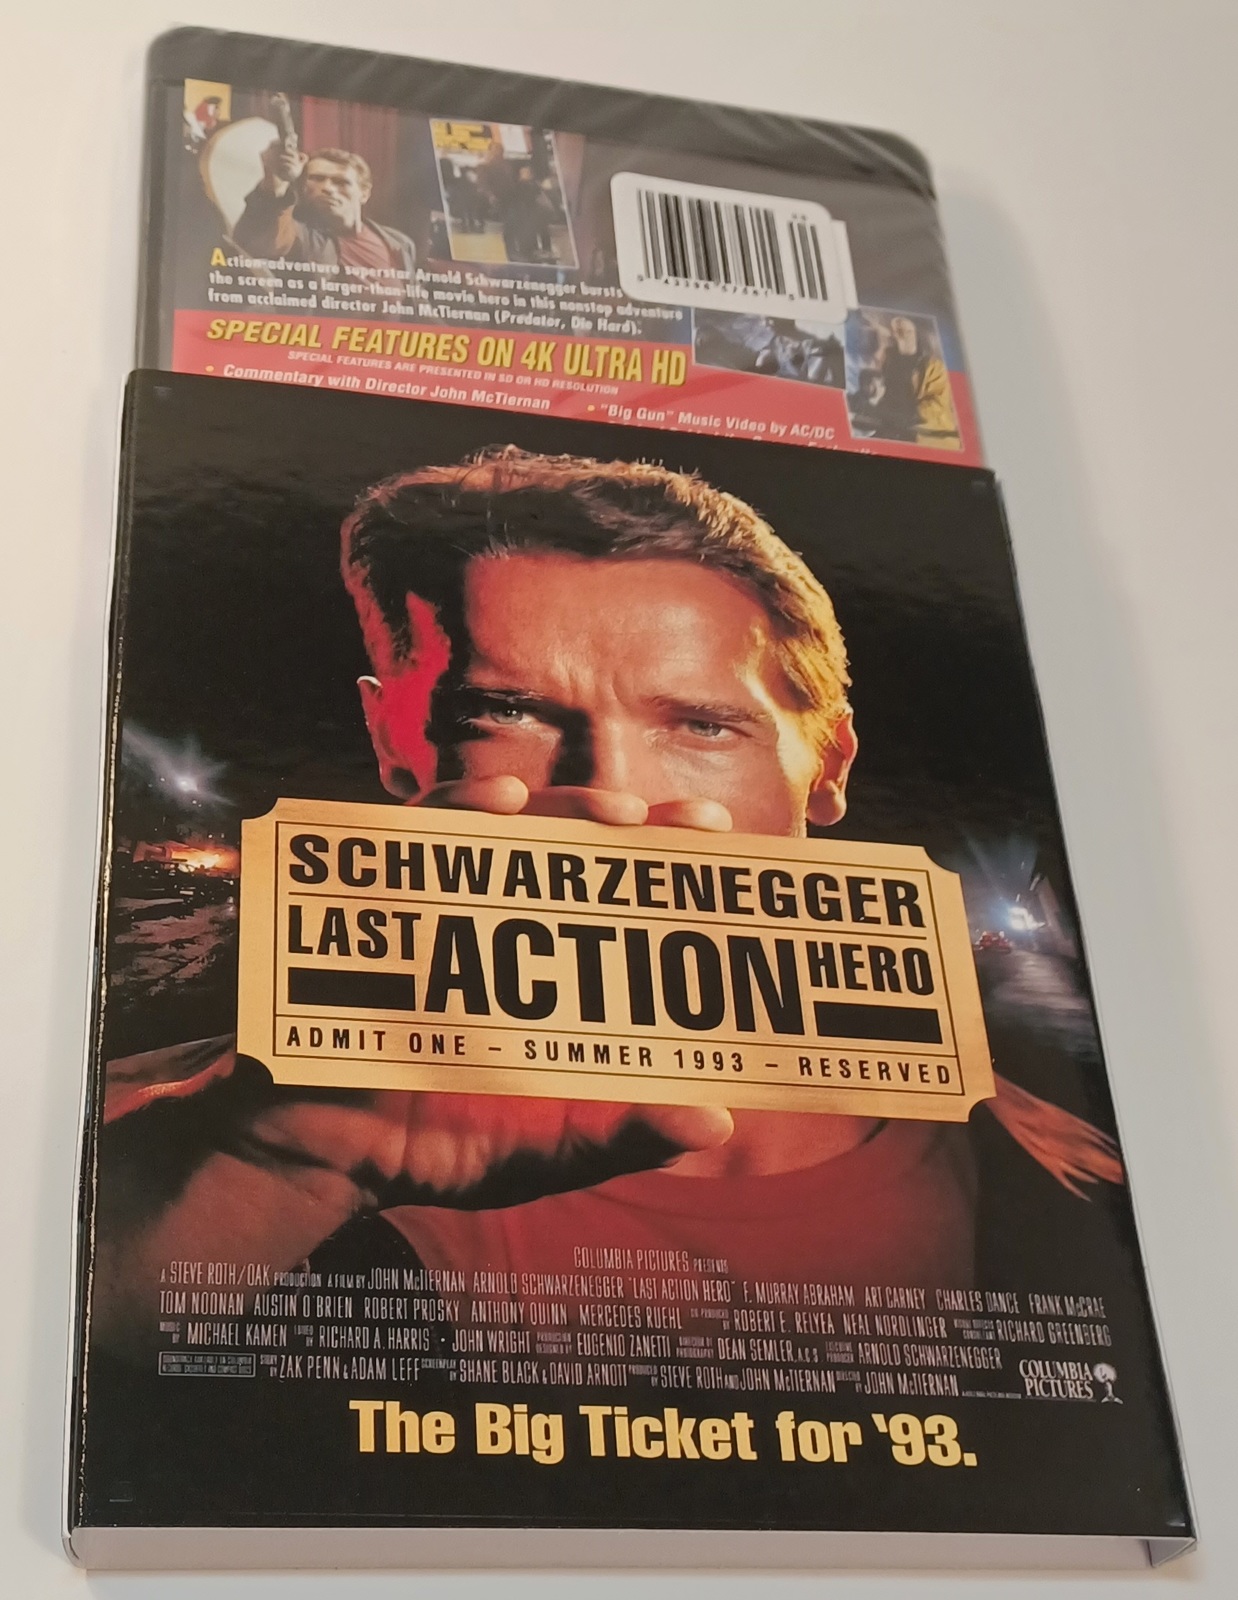 Action-adventure superstar Arnold Schwarzenegger bursts
the screen as a larger-than-life movie hero in this nonstop adventure
from acclaimed director John McTiernan (Predator, Die Hard).
SPECIAL FEATURES ON 4K ULTRA HD
SPECIAL FEATURES ARE PRESENTED IN SD OR HD RESOLUTION
• Commentary with Director John McTiernan
• "Big Gun" Music Video by AC/DC
SCHWARZENEGGER
LAST ACTION HERO
ADMIT ONE – SUMMER 1993 – RESERVED
COLUMBIA PICTURES PRESENTS
A STEVE ROTH/OAK PRODUCTION A FILM BY JOHN McTIERNAN ARNOLD SCHWARZENEGGER "LAST ACTION HERO" F. MURRAY ABRAHAM ART CARNEY CHARLES DANCE FRANK McRAE
TOM NOONAN AUSTIN O'BRIEN ROBERT PROSKY ANTHONY QUINN MERCEDES RUEHL CO-PRODUCED BY ROBERT E. RELYEA NEAL NORDLINGER VISUAL EFFECTS CONSULTANT RICHARD GREENBERG
MUSIC BY MICHAEL KAMEN EDITED BY RICHARD A. HARRIS • JOHN WRIGHT PRODUCTION DESIGNED BY EUGENIO ZANETTI DIRECTOR OF PHOTOGRAPHY DEAN SEMLER, A.C.S. EXECUTIVE PRODUCER ARNOLD SCHWARZENEGGER
STORY BY ZAK PENN & ADAM LEFF SCREENPLAY BY SHANE BLACK & DAVID ARNOTT PRODUCED BY STEVE ROTH AND JOHN McTIERNAN DIRECTED BY JOHN McTIERNAN
COLUMBIA
PICTURES
The Big Ticket for '93.